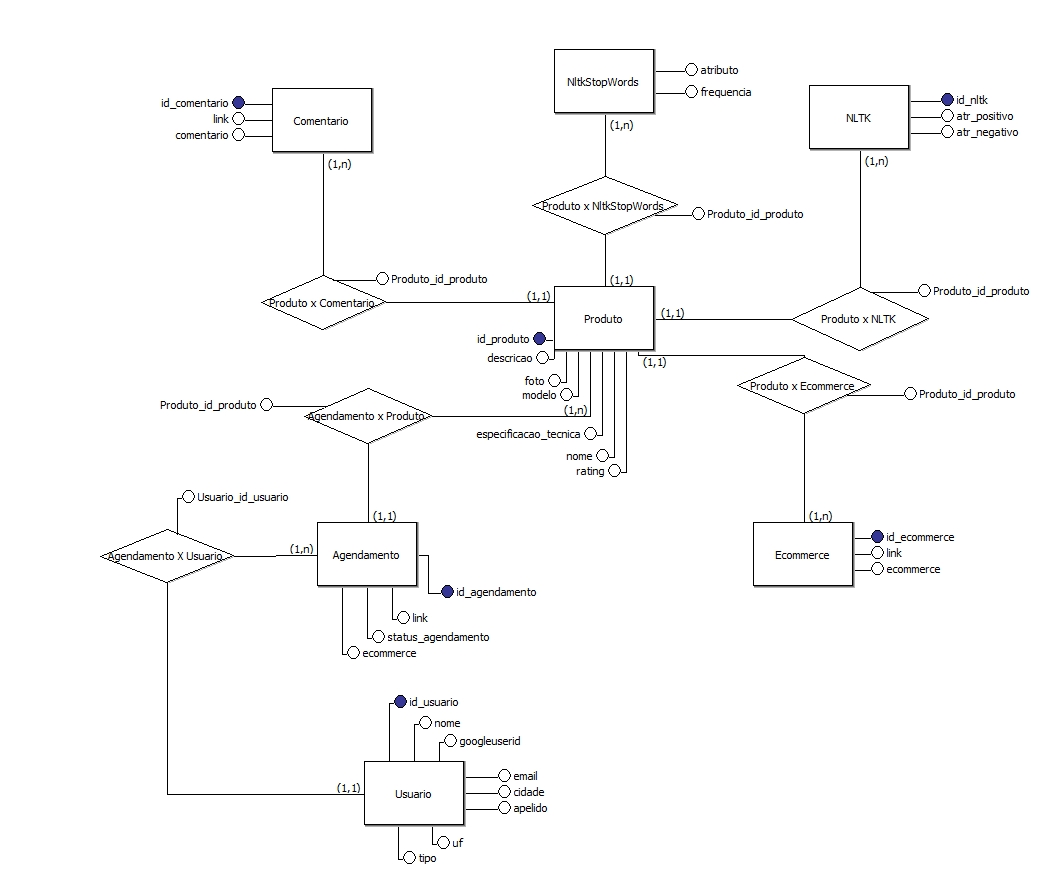 NltkStopWords
atributo
frequencia
(1,n)
id_comentario
link
comentario
Comentario
(1,n)
NLTK
id_nltk
atr_positivo
atr_negativo
(1,n)
Produto x NltkStopWords
Produto_id_produto
(1,1)
Produto x Comentario
Produto_id_produto
(1,1)
Produto
(1,1)
(1,1)
Produto x NLTK
Produto_id_produto
id_produto
descricao
foto
modelo
(1,n)
especificacao_tecnica
nome
rating
Produto x Ecommerce
Produto_id_produto
Produto_id_produto
Agendamento x Produto
(1,1)
Usuario_id_usuario
Agendamento X Usuario
(1,n)
Agendamento
id_agendamento
link
status_agendamento
ecommerce
(1,n)
Ecommerce
id_ecommerce
link
ecommerce
id_usuario
nome
googleuserid
(1,1)
Usuario
email
cidade
apelido
uf
tipo